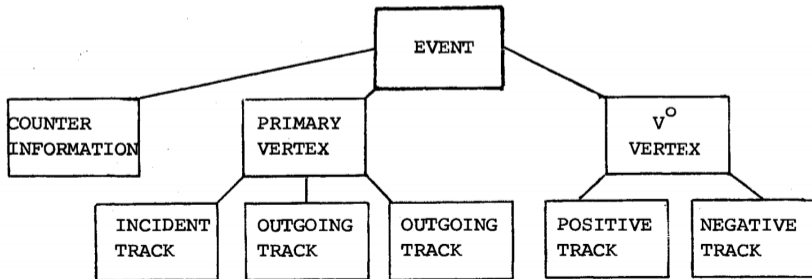 EVENT
COUNTER
INFORMATION
PRIMARY
VERTEX
V^O
VERTEX
INCIDENT
TRACK
OUTGOING
TRACK
OUTGOING
TRACK
POSITIVE
TRACK
NEGATIVE
TRACK